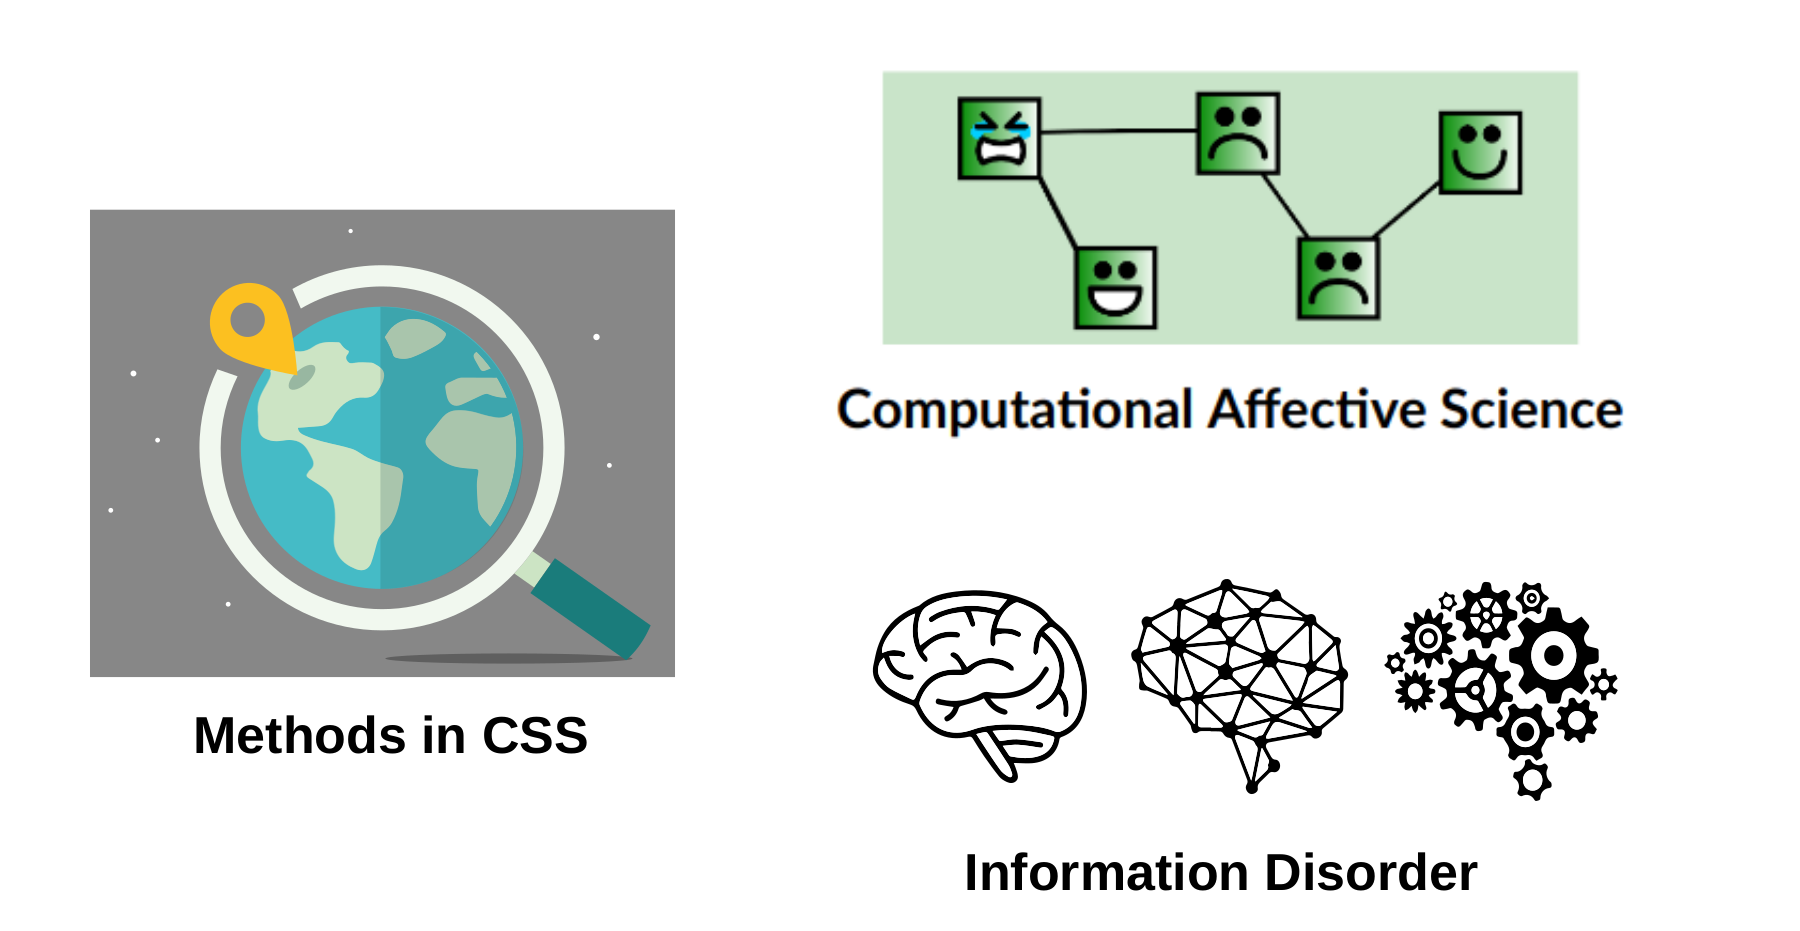 Methods in CSS
Computational Affective Science
Information Disorder